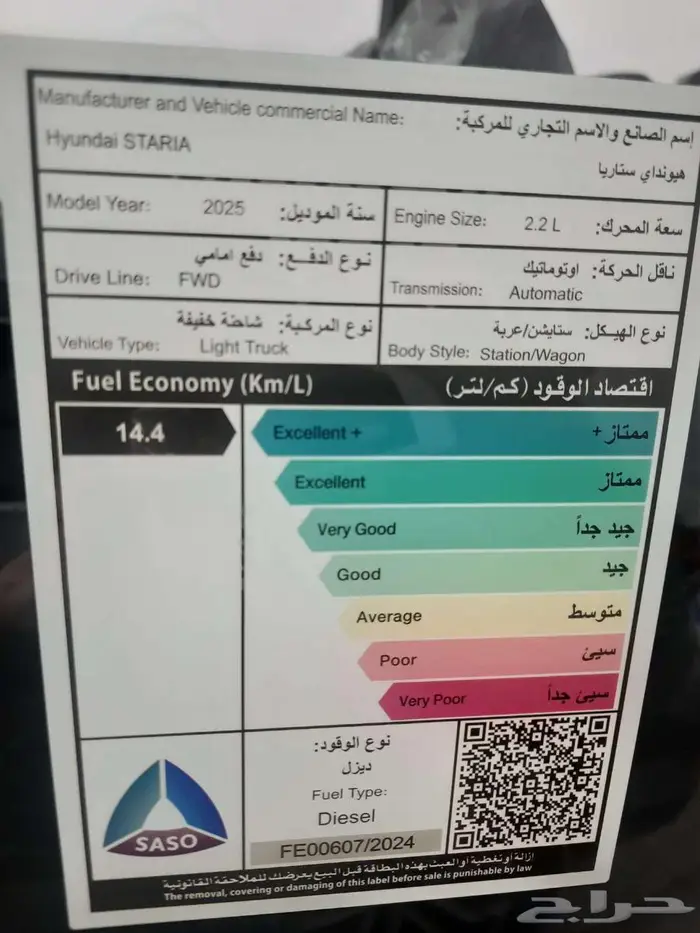 Manufacturer and Vehicle commercial Name:
إسم الصانع والاسم التجاري للمركبة:
Hyundai STARIA
هيونداي ستاريا
Model Year: 2025 سنة الموديل:
Engine Size: 2.2 L سعة المحرك:
نوع الدفع: دفع امامي
Drive Line: FWD
ناقل الحركة: اوتوماتيك
Transmission: Automatic
نوع المركبة: شاحنة خفيفة
Vehicle Type: Light Truck
نوع الهيكل: ستايشن/عربة
Body Style: Station/Wagon
Fuel Economy (Km/L) اقتصاد الوقود (كم/لتر)
14.4
Excellent + ممتاز +
Excellent ممتاز
Very Good جيد جداً
Good جيد
Average متوسط
Poor سيئ
Very Poor سيئ جداً
SASO
نوع الوقود:
ديزل
Fuel Type:
Diesel
FE00607/2024
إزالة أو تغطية أو العبث بهذه البطاقة قبل البيع يعرضك للملاحقة القانونية
The removal, covering or damaging of this label before sale is punishable by law
حراج